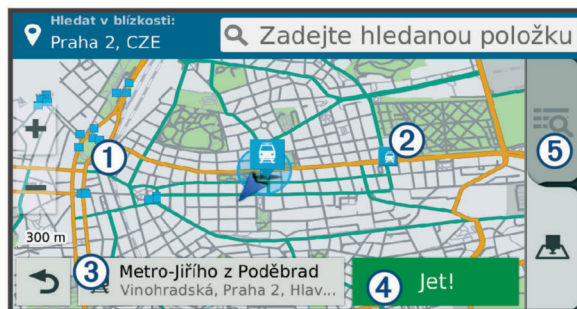 Hledat v blízkosti:
Praha 2, CZE
Zadejte hledanou položku
1
2
5
300 m
3
Metro-Jiřího z Poděbrad
Vinohradská, Praha 2, Hlav...
4
Jet!